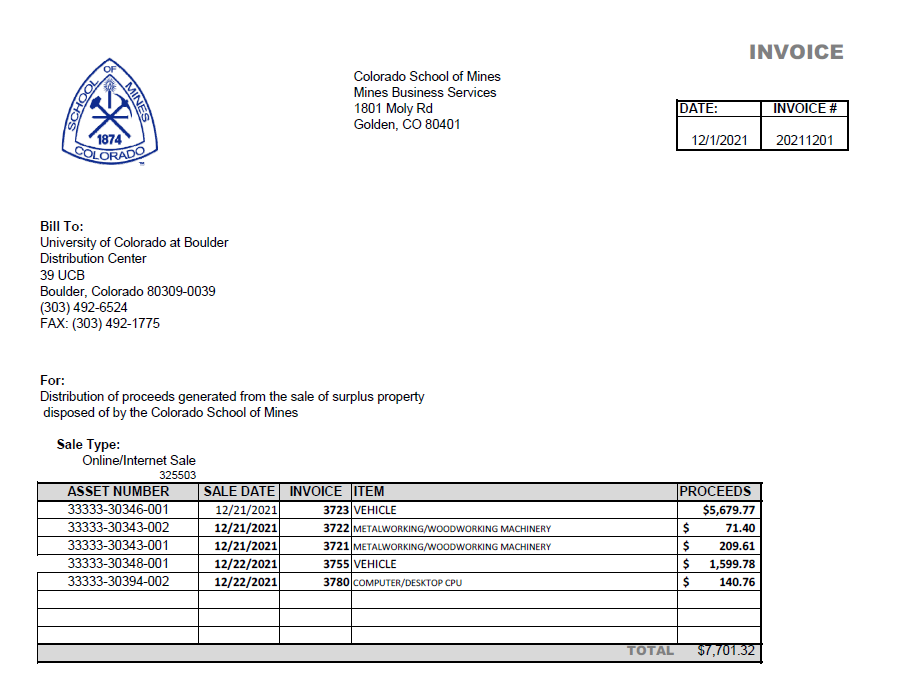 INVOICE
SCHOOL OF MINES
1874
COLORADO
™
Colorado School of Mines
Mines Business Services
1801 Moly Rd
Golden, CO 80401
DATE: INVOICE #
12/1/2021 20211201
Bill To:
University of Colorado at Boulder
Distribution Center
39 UCB
Boulder, Colorado 80309-0039
(303) 492-6524
FAX: (303) 492-1775
For:
Distribution of proceeds generated from the sale of surplus property
disposed of by the Colorado School of Mines
Sale Type:
Online/Internet Sale
325503
ASSET NUMBER SALE DATE INVOICE ITEM PROCEEDS
33333-30346-001 12/21/2021 3723 VEHICLE $5,679.77
33333-30343-002 12/21/2021 3722 METALWORKING/WOODWORKING MACHINERY $ 71.40
33333-30343-001 12/21/2021 3721 METALWORKING/WOODWORKING MACHINERY $ 209.61
33333-30348-001 12/22/2021 3755 VEHICLE $ 1,599.78
33333-30394-002 12/22/2021 3780 COMPUTER/DESKTOP CPU $ 140.76
TOTAL $7,701.32